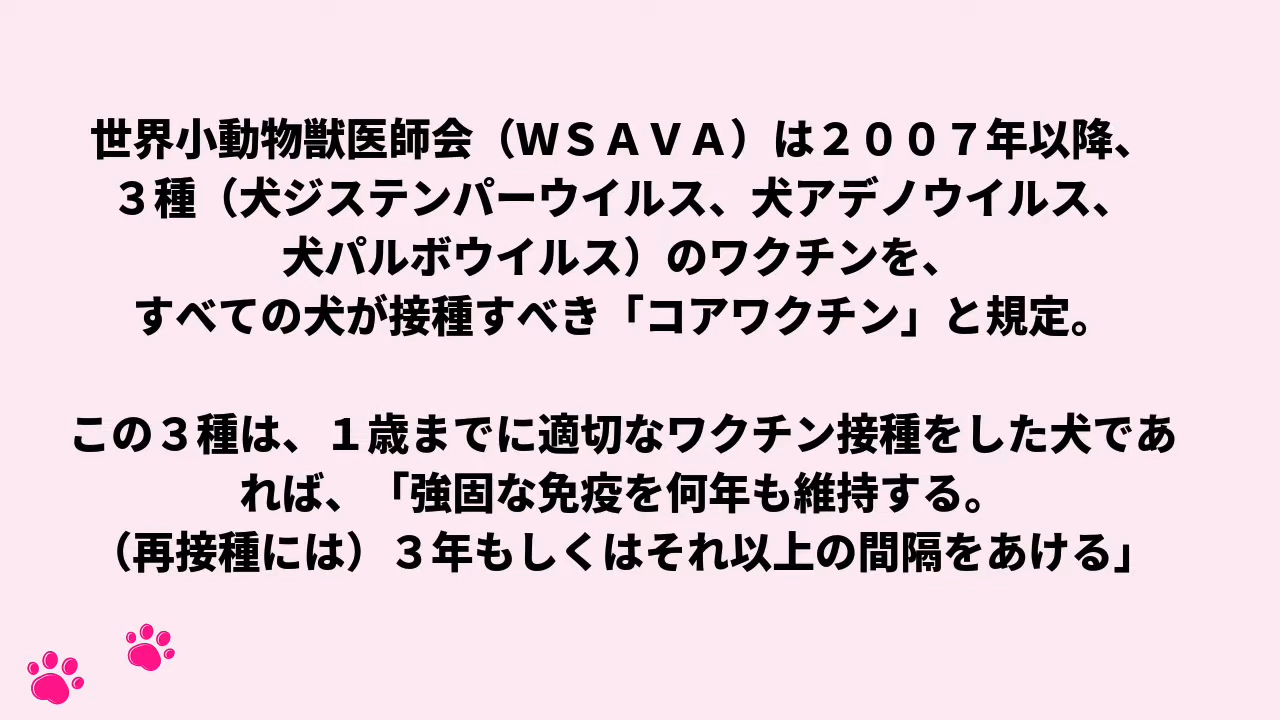 世界小動物獣医師会（ＷＳＡＶＡ）は２００７年以降、
３種（犬ジステンパーウイルス、犬アデノウイルス、
犬パルボウイルス）のワクチンを、
すべての犬が接種すべき「コアワクチン」と規定。
この３種は、１歳までに適切なワクチン接種をした犬であ
れば、「強固な免疫を何年も維持する。
（再接種には）３年もしくはそれ以上の間隔をあける」